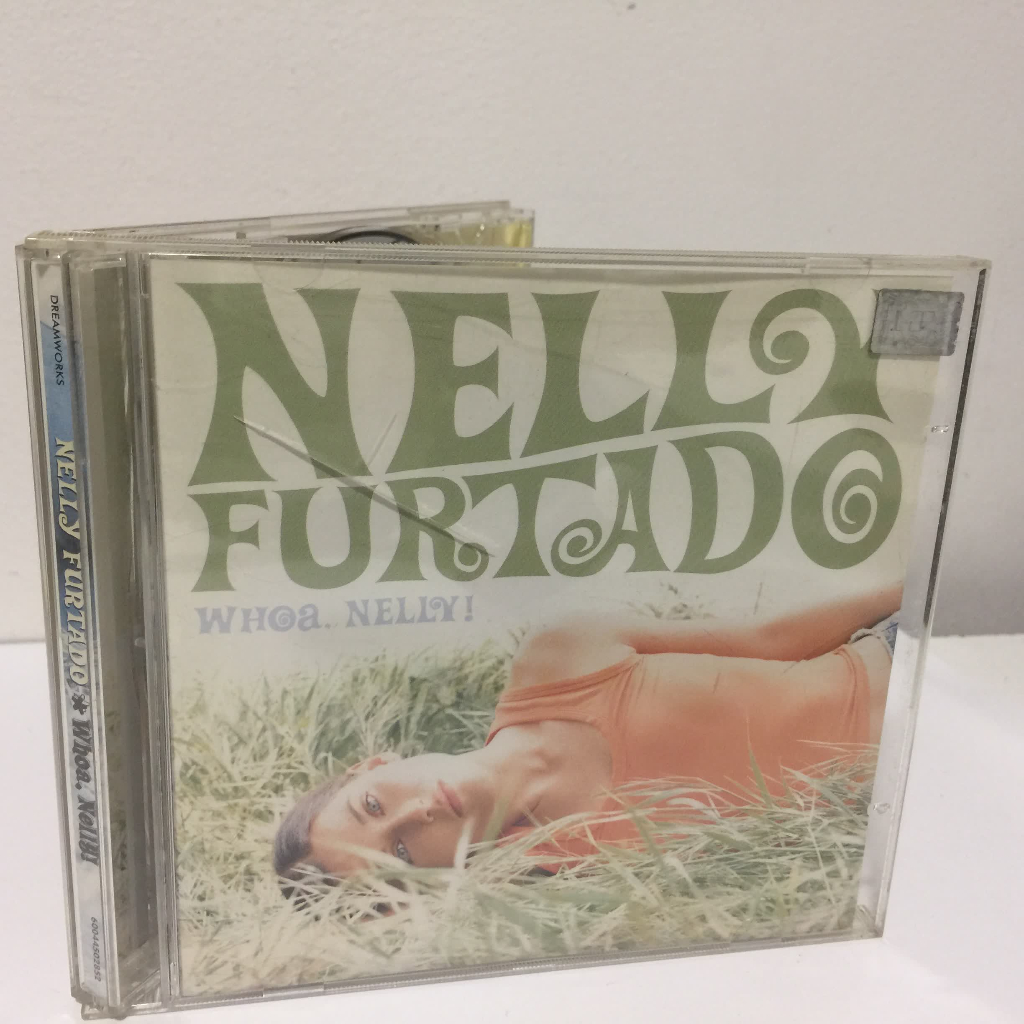 NELLY
FURTADO
WHOa, NELLY!
DREAMWORKS
NELLY FURTADO * Whoa, Nelly!